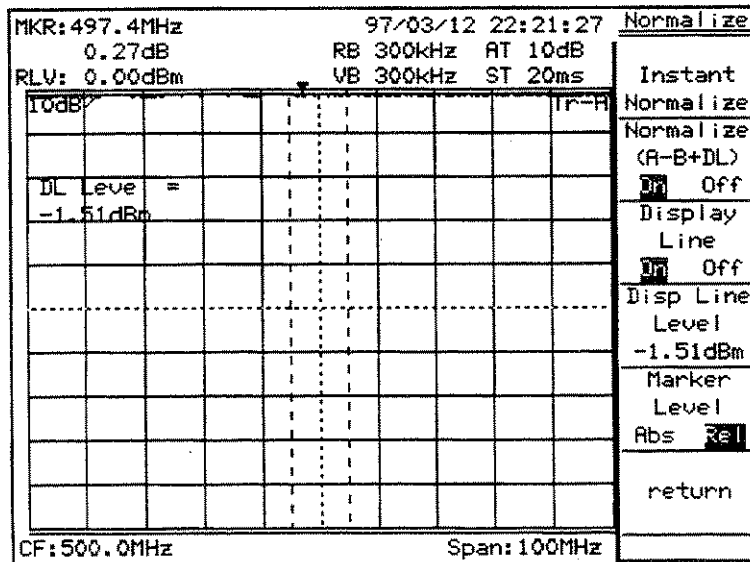 MKR:497.4MHz 97/03/12 22:21:27
0.27dB RB 300kHz AT 10dB
RLV: 0.00dBm VB 300kHz ST 20ms
10dB/ Tr-A
DL Level =
-1.51dBm
CF:500.0MHz Span:100MHz
Normalize
Instant
Normalize
Normalize
(A-B+DL)
On Off
Display
Line
On Off
Disp Line
Level
-1.51dBm
Marker
Level
Abs Rel
return